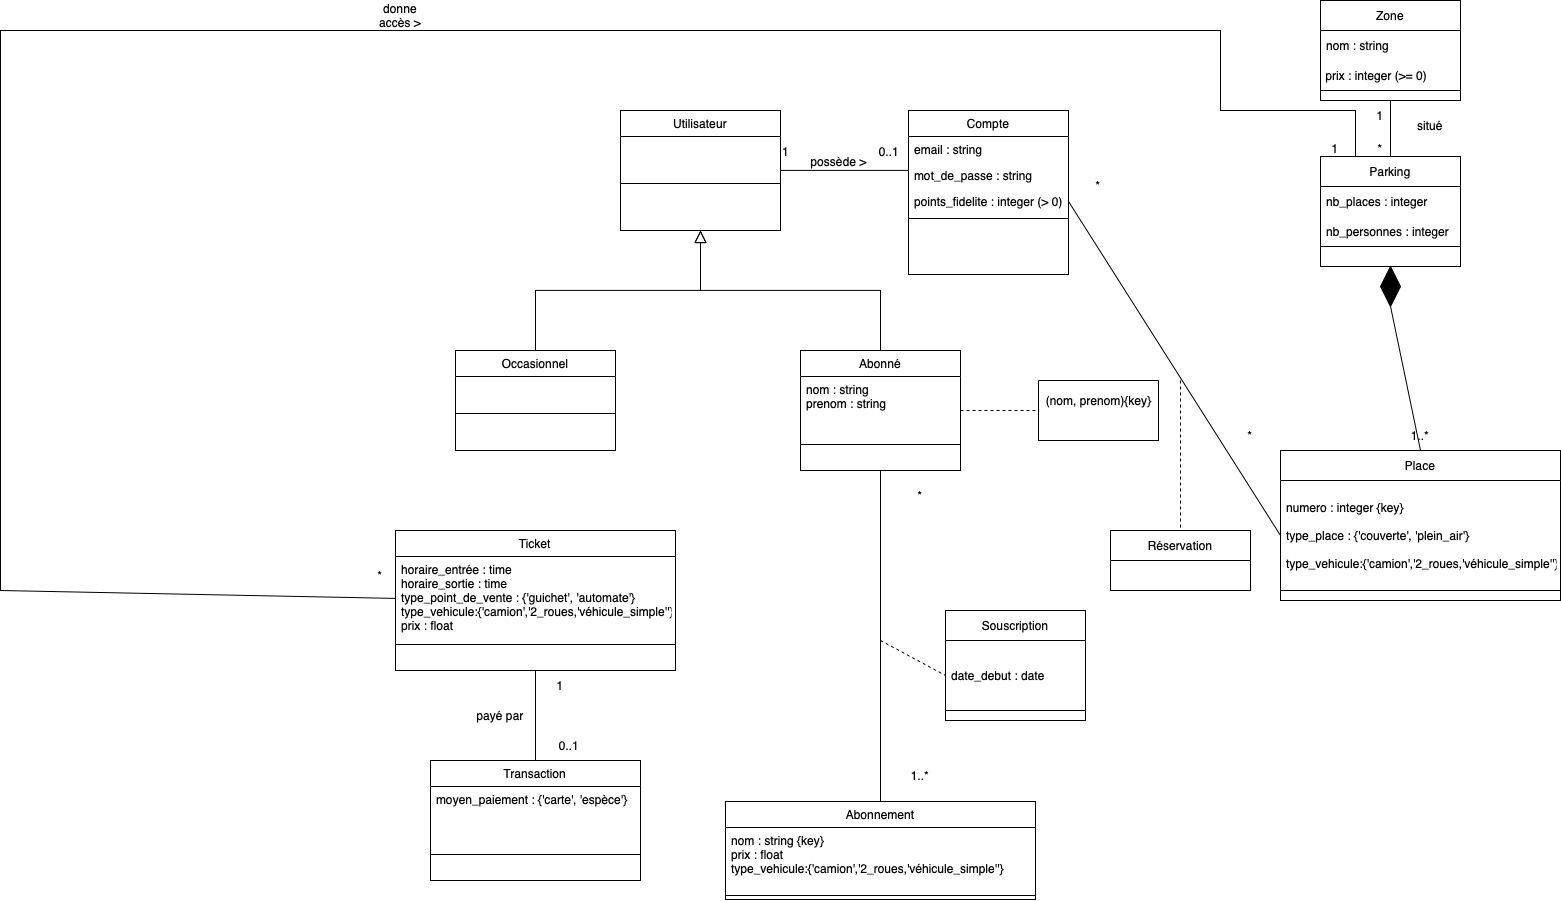 donne
accès >
Zone
nom : string
prix : integer (>= 0)
1
situé
*
1
Utilisateur
1
possède >
0..1
Compte
email : string
mot_de_passe : string
points_fidelite : integer (> 0)
*
Parking
nb_places : integer
nb_personnes : integer
Occasionnel
Abonné
nom : string
prenom : string
(nom, prenom){key}
*
1..*
Place
numero : integer {key}
type_place : {'couverte', 'plein_air'}
type_vehicule:{'camion','2_roues,'véhicule_simple''}
*
Réservation
Ticket
*
horaire_entrée : time
horaire_sortie : time
type_point_de_vente : {'guichet', 'automate'}
type_vehicule:{'camion','2_roues,'véhicule_simple''}
prix : float
Souscription
date_debut : date
1
payé par
0..1
Transaction
moyen_paiement : {'carte', 'espèce'}
1..*
Abonnement
nom : string {key}
prix : float
type_vehicule:{'camion','2_roues,'véhicule_simple''}